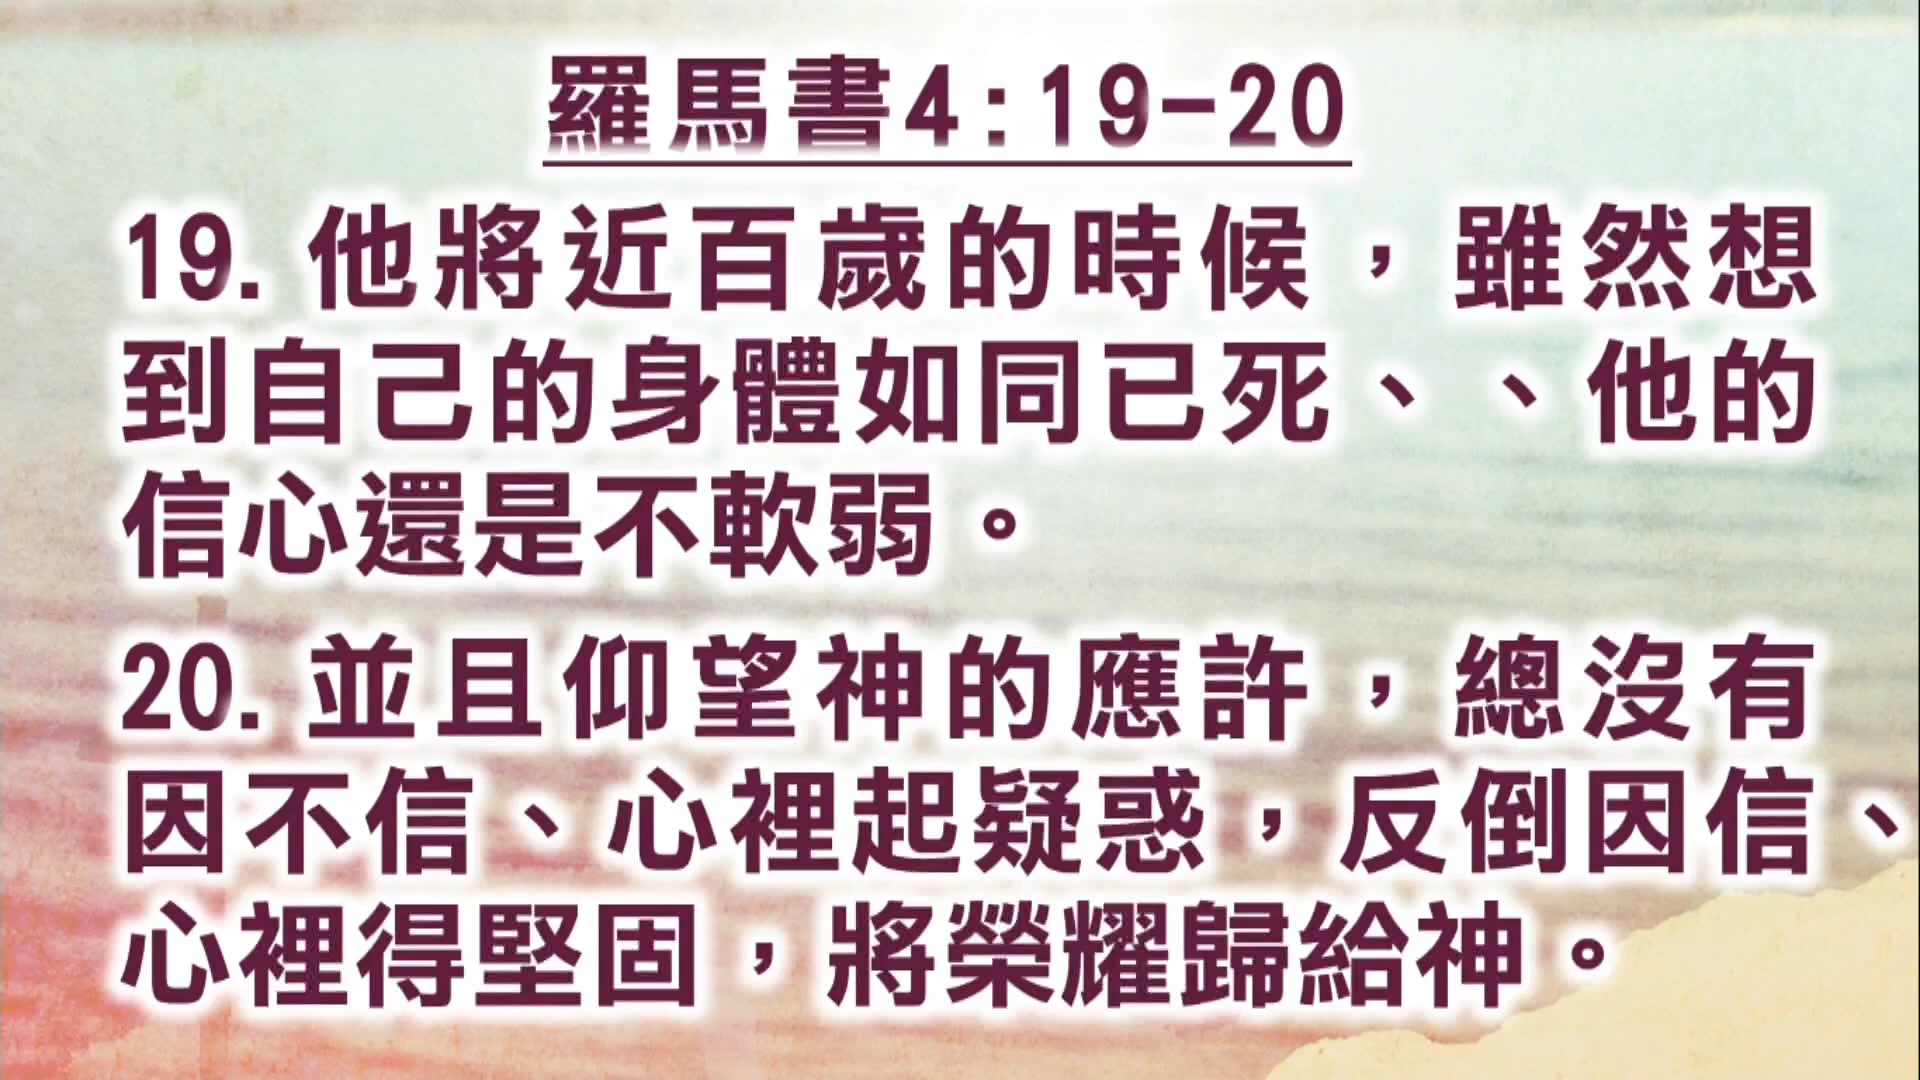 羅馬書4:19-20
19.他將近百歲的時候，雖然想
到自己的身體如同已死、、他的
信心還是不軟弱。
20.並且仰望神的應許，總沒有
因不信、心裡起疑惑，反倒因信、
心裡得堅固，將榮耀歸給神。